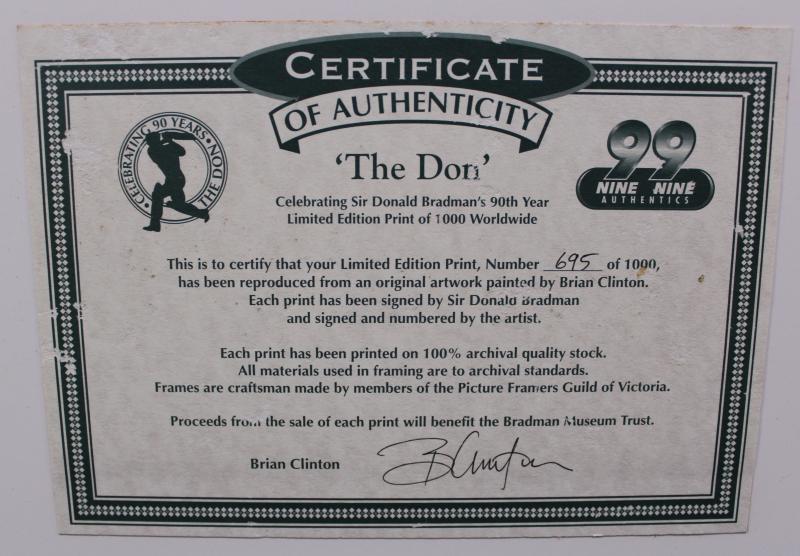 CERTIFICATE
OF AUTHENTICITY
CELEBRATING 90 YEARS • THE DON •
99
NINE NINE
AUTHENTICS
'The Don'
Celebrating Sir Donald Bradman's 90th Year
Limited Edition Print of 1000 Worldwide
This is to certify that your Limited Edition Print, Number 695 of 1000,
has been reproduced from an original artwork painted by Brian Clinton.
Each print has been signed by Sir Donald Bradman
and signed and numbered by the artist.
Each print has been printed on 100% archival quality stock.
All materials used in framing are to archival standards.
Frames are craftsman made by members of the Picture Framers Guild of Victoria.
Proceeds from the sale of each print will benefit the Bradman Museum Trust.
Brian Clinton BClinton